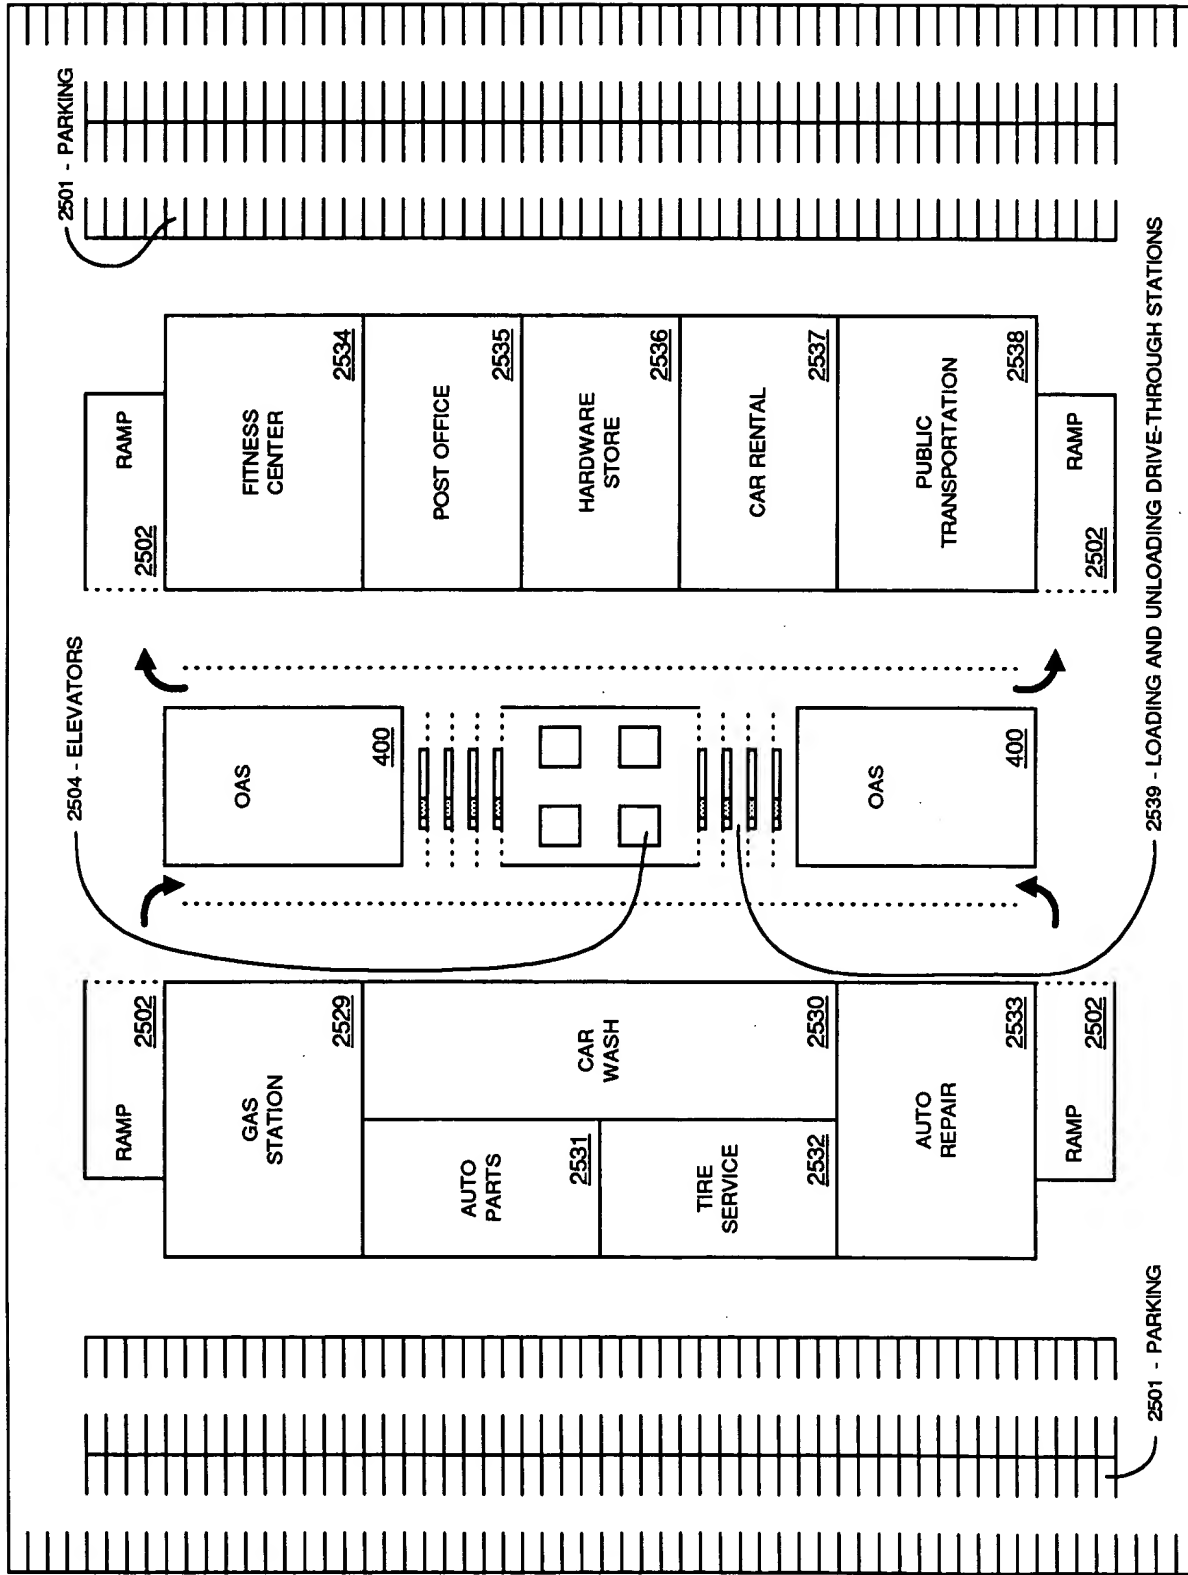 2504 - ELEVATORS
2501 - PARKING
RAMP
2502
GAS
STATION
2529
AUTO
PARTS
2531
CAR
WASH
2530
TIRE
SERVICE
2532
AUTO
REPAIR
2533
RAMP
2502
OAS
400
OAS
400
RAMP
2502
FITNESS
CENTER
2534
POST OFFICE
2535
HARDWARE
STORE
2536
CAR RENTAL
2537
PUBLIC
TRANSPORTATION
2538
RAMP
2502
2501 - PARKING
2539 - LOADING AND UNLOADING DRIVE-THROUGH STATIONS